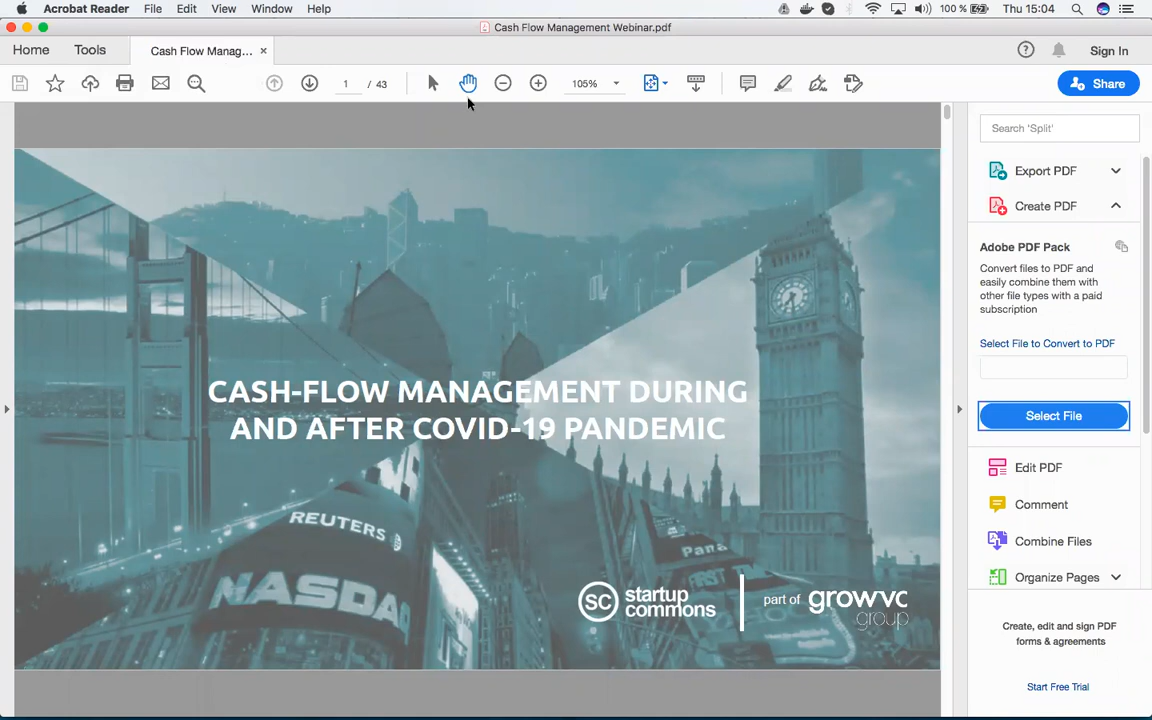 Acrobat Reader File Edit View Window Help
100 % Thu 15:04
Cash Flow Management Webinar.pdf
Home Tools Cash Flow Manag... × Sign In
1 / 43 105% Share
CASH-FLOW MANAGEMENT DURING
AND AFTER COVID-19 PANDEMIC
REUTERS
NASDA
Pana
FIRST
SC startup
commons
part of growvc
group
Search 'Split'
Export PDF
Create PDF
Adobe PDF Pack
Convert files to PDF and
easily combine them with
other file types with a paid
subscription
Select File to Convert to PDF
Select File
Edit PDF
Comment
Combine Files
Organize Pages
Create, edit and sign PDF
forms & agreements
Start Free Trial